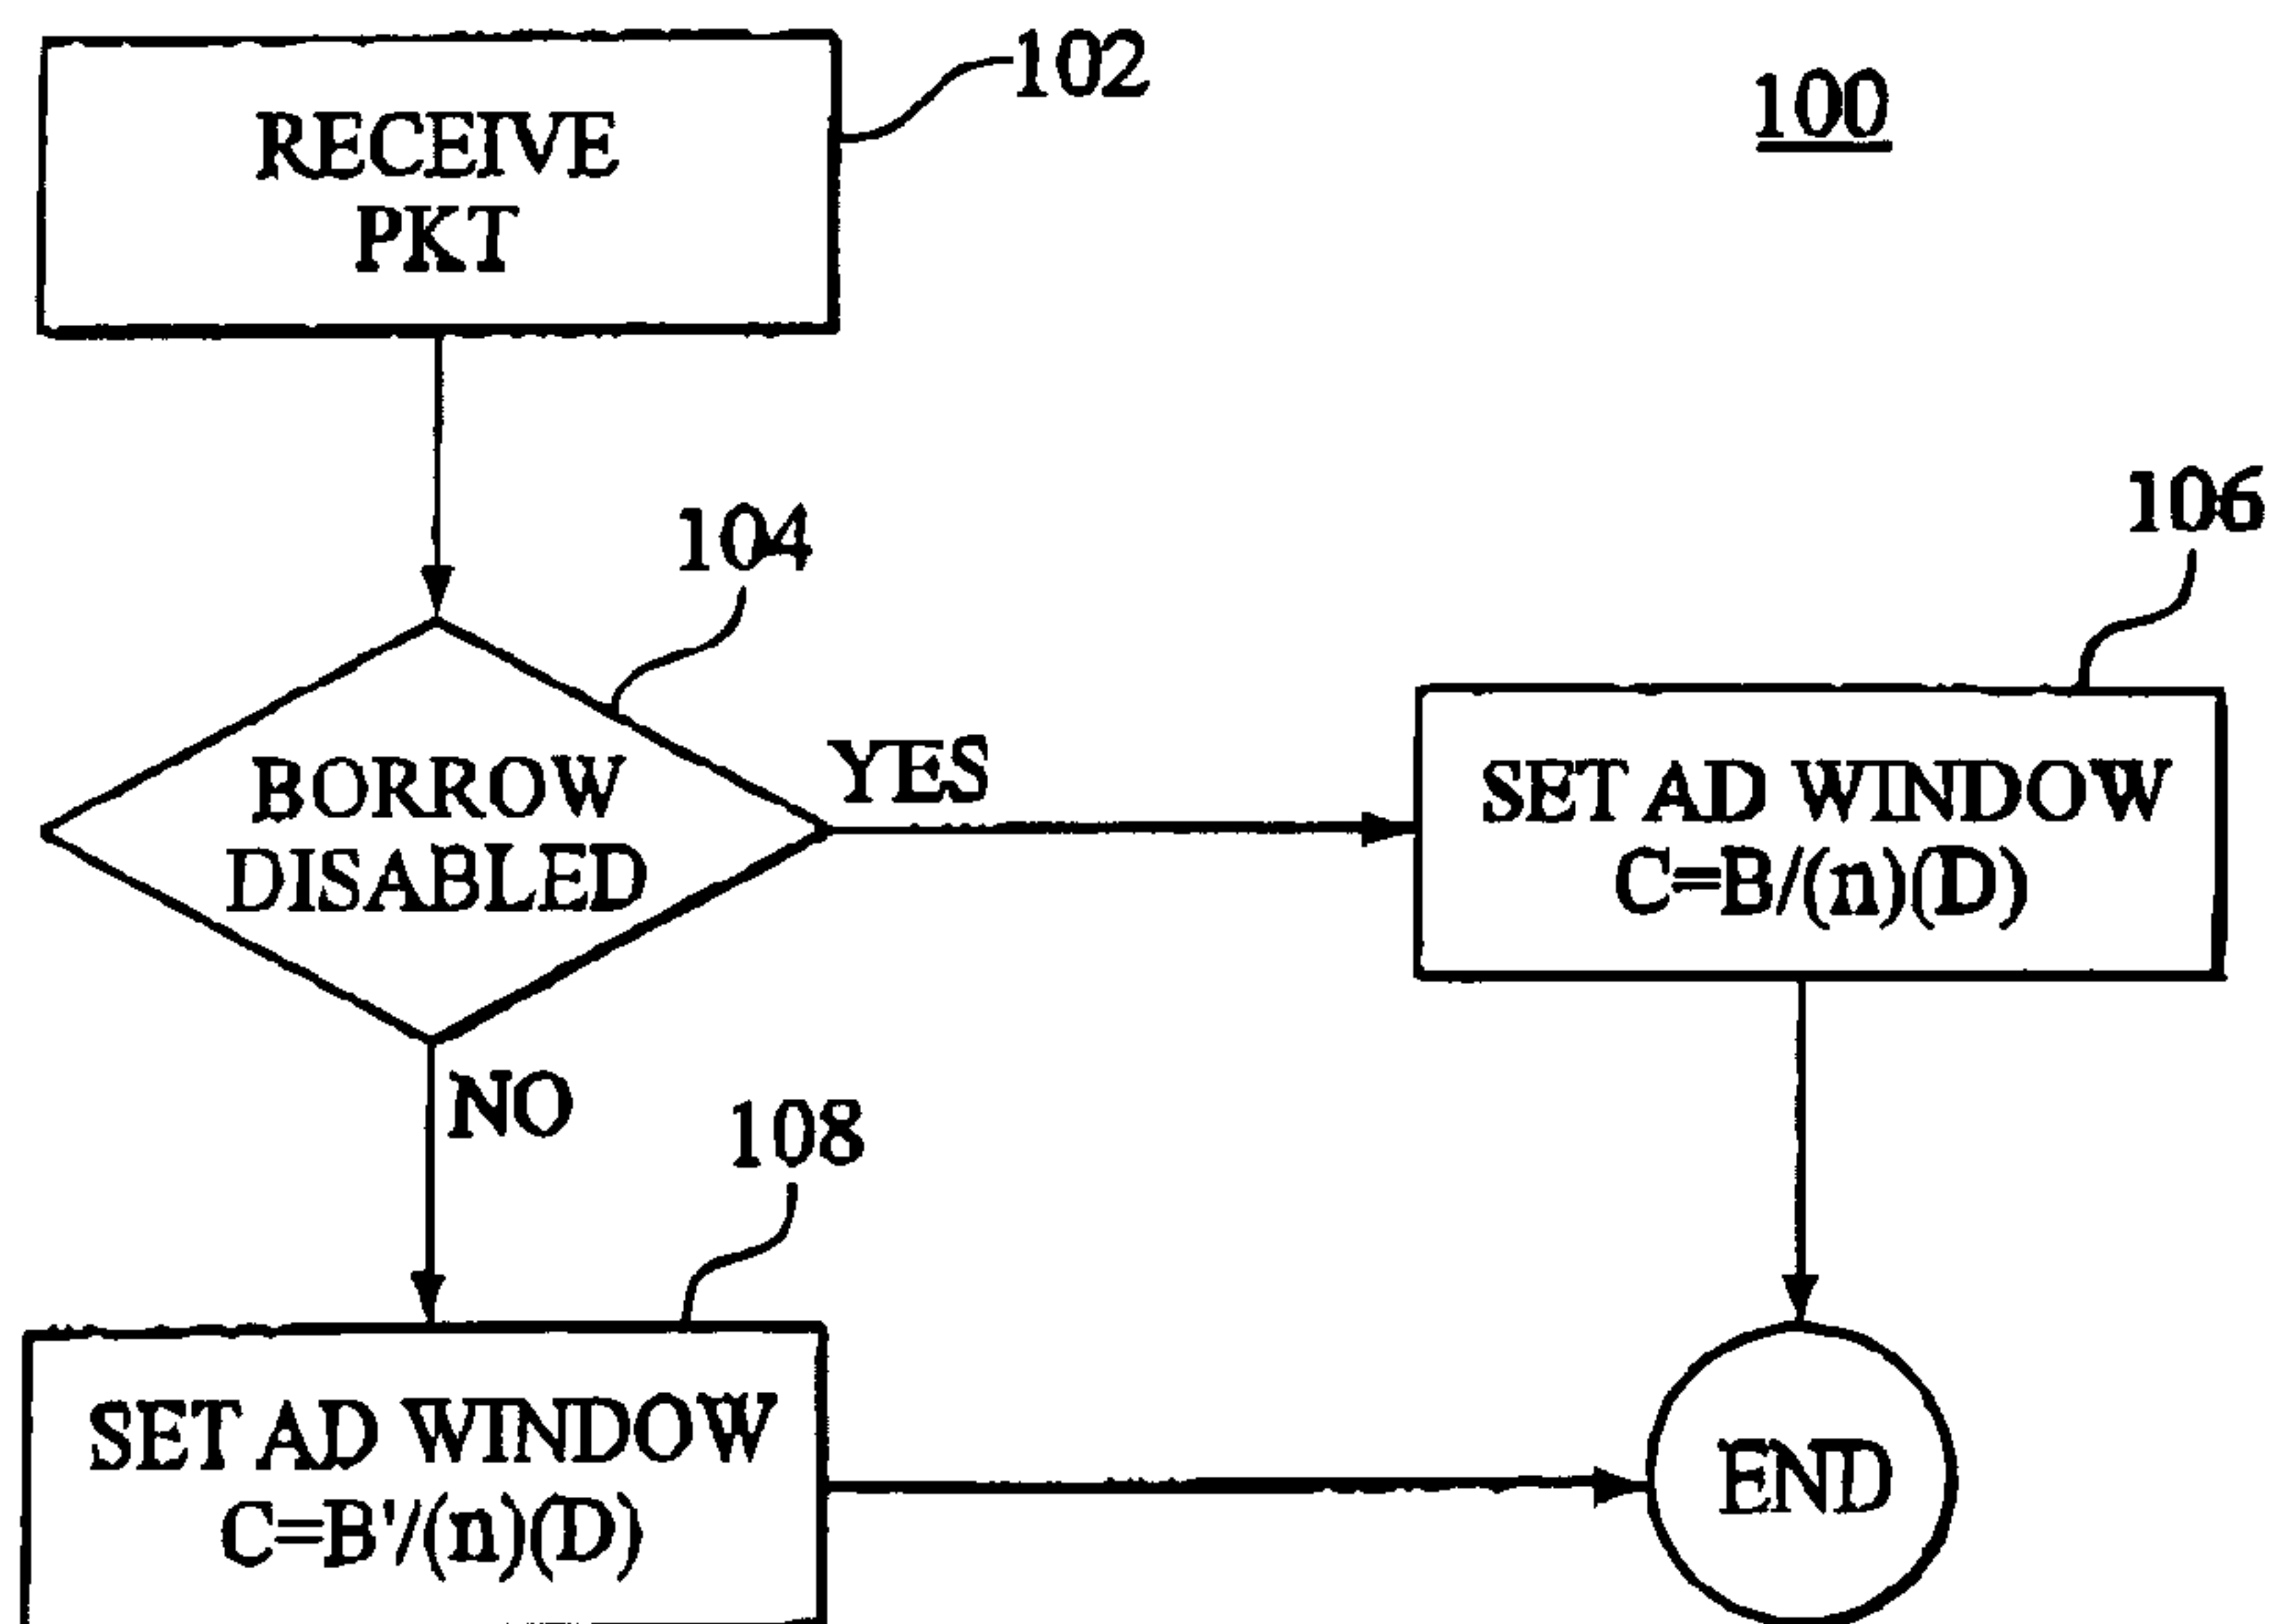 102
100
RECEIVE
PKT
104
106
BORROW
DISABLED
YES
SET AD WINDOW
C=B/(n)(D)
NO
108
SET AD WINDOW
C=B'/(n)(D)
END